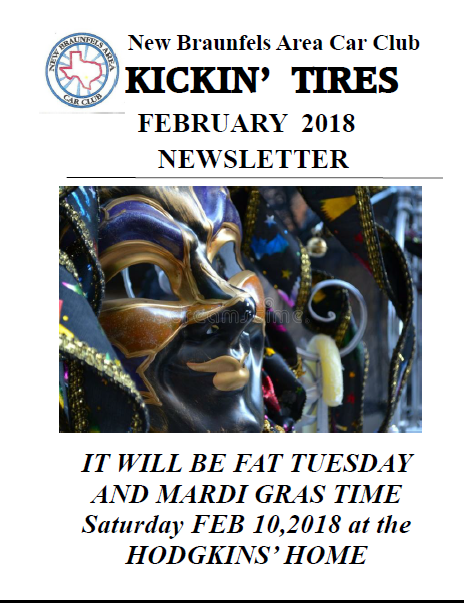 NEW BRAUNFELS AREA
CAR CLUB
New Braunfels Area Car Club
KICKIN' TIRES
FEBRUARY 2018
NEWSLETTER
dreamstime
IT WILL BE FAT TUESDAY
AND MARDI GRAS TIME
Saturday FEB 10,2018 at the
HODGKINS' HOME